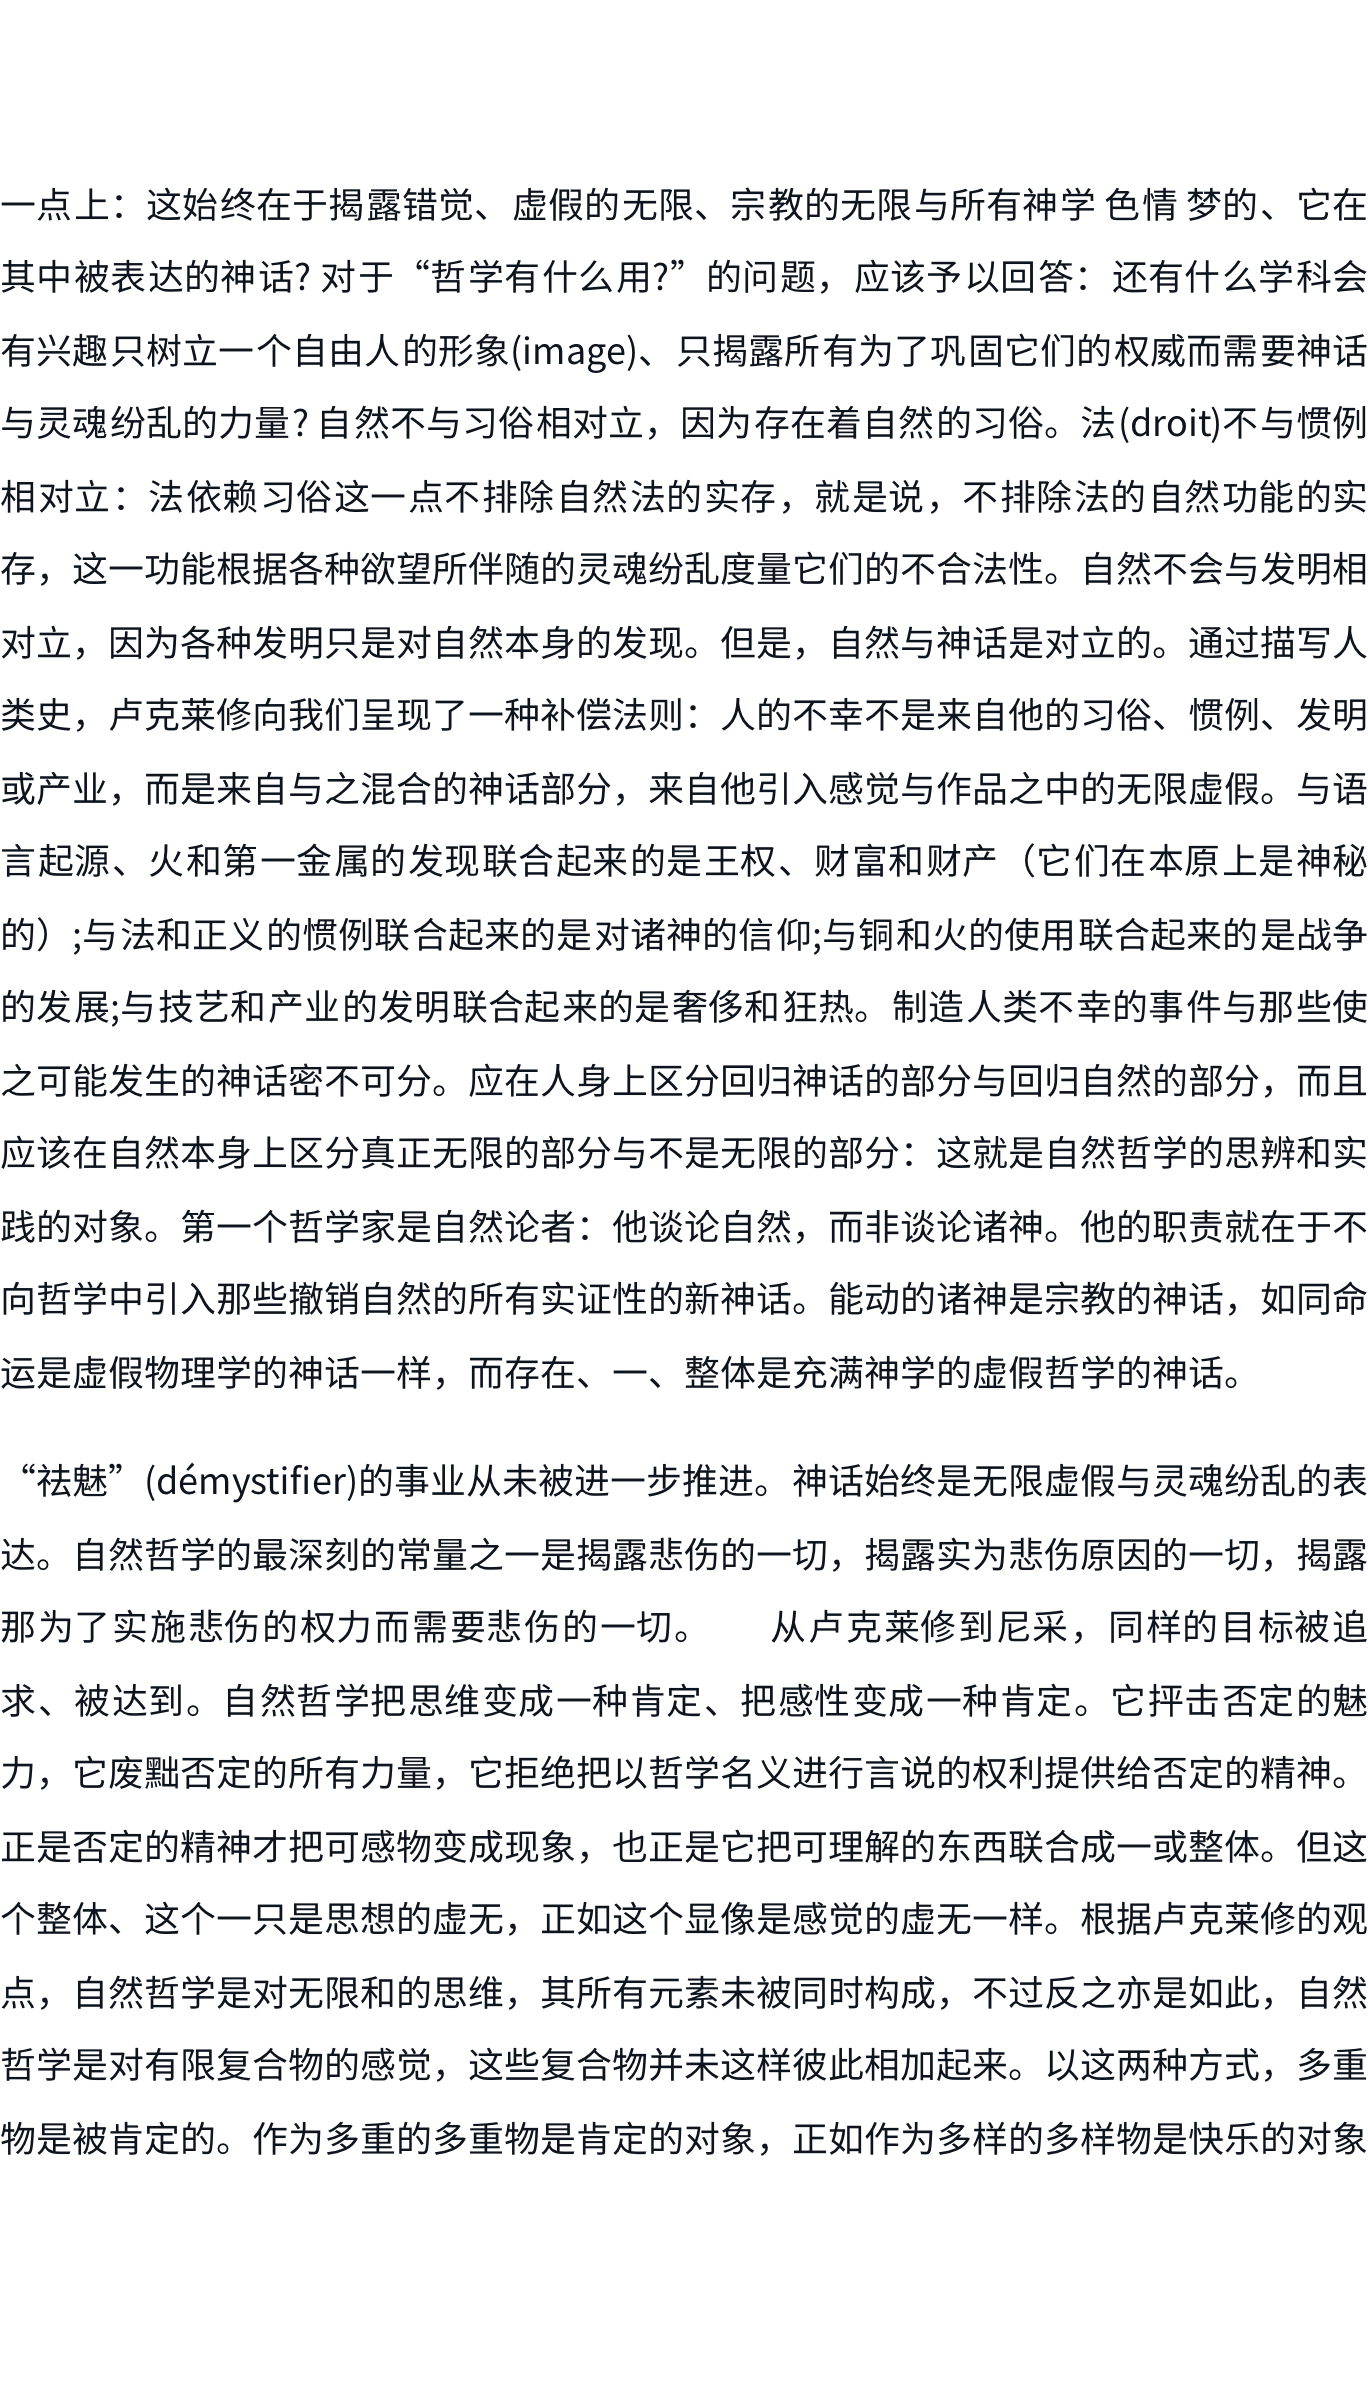 一点上：这始终在于揭露错觉、虚假的无限、宗教的无限与所有神学 色情 梦的、它在
其中被表达的神话? 对于“哲学有什么用?”的问题，应该予以回答：还有什么学科会
有兴趣只树立一个自由人的形象(image)、只揭露所有为了巩固它们的权威而需要神话
与灵魂纷乱的力量? 自然不与习俗相对立，因为存在着自然的习俗。法(droit)不与惯例
相对立：法依赖习俗这一点不排除自然法的实存，就是说，不排除法的自然功能的实
存，这一功能根据各种欲望所伴随的灵魂纷乱度量它们的不合法性。自然不会与发明相
对立，因为各种发明只是对自然本身的发现。但是，自然与神话是对立的。通过描写人
类史，卢克莱修向我们呈现了一种补偿法则：人的不幸不是来自他的习俗、惯例、发明
或产业，而是来自与之混合的神话部分，来自他引入感觉与作品之中的无限虚假。与语
言起源、火和第一金属的发现联合起来的是王权、财富和财产（它们在本原上是神秘
的）;与法和正义的惯例联合起来的是对诸神的信仰;与铜和火的使用联合起来的是战争
的发展;与技艺和产业的发明联合起来的是奢侈和狂热。制造人类不幸的事件与那些使
之可能发生的神话密不可分。应在人身上区分回归神话的部分与回归自然的部分，而且
应该在自然本身上区分真正无限的部分与不是无限的部分：这就是自然哲学的思辨和实
践的对象。第一个哲学家是自然论者：他谈论自然，而非谈论诸神。他的职责就在于不
向哲学中引入那些撤销自然的所有实证性的新神话。能动的诸神是宗教的神话，如同命
运是虚假物理学的神话一样，而存在、一、整体是充满神学的虚假哲学的神话。
“祛魅”(démystifier)的事业从未被进一步推进。神话始终是无限虚假与灵魂纷乱的表
达。自然哲学的最深刻的常量之一是揭露悲伤的一切，揭露实为悲伤原因的一切，揭露
那为了实施悲伤的权力而需要悲伤的一切。　　从卢克莱修到尼采，同样的目标被追
求、被达到。自然哲学把思维变成一种肯定、把感性变成一种肯定。它抨击否定的魅
力，它废黜否定的所有力量，它拒绝把以哲学名义进行言说的权利提供给否定的精神。
正是否定的精神才把可感物变成现象，也正是它把可理解的东西联合成一或整体。但这
个整体、这个一只是思想的虚无，正如这个显像是感觉的虚无一样。根据卢克莱修的观
点，自然哲学是对无限和的思维，其所有元素未被同时构成，不过反之亦是如此，自然
哲学是对有限复合物的感觉，这些复合物并未这样彼此相加起来。以这两种方式，多重
物是被肯定的。作为多重的多重物是肯定的对象，正如作为多样的多样物是快乐的对象